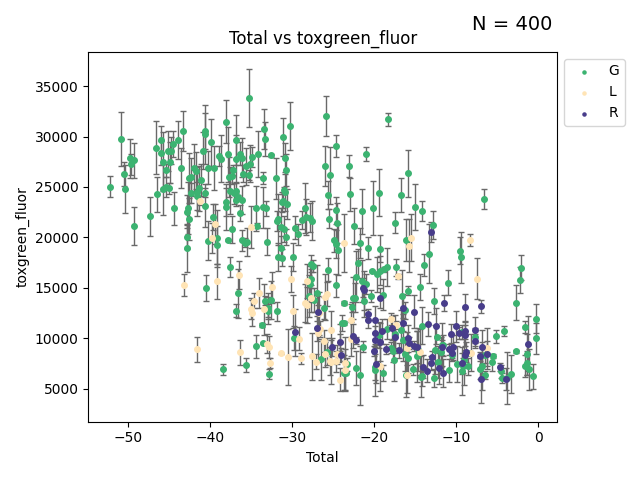 N = 400
Total vs toxgreen_fluor
35000
30000
25000
20000
15000
10000
5000
toxgreen_fluor
−50
−40
−30
−20
−10
0
Total
G
L
R